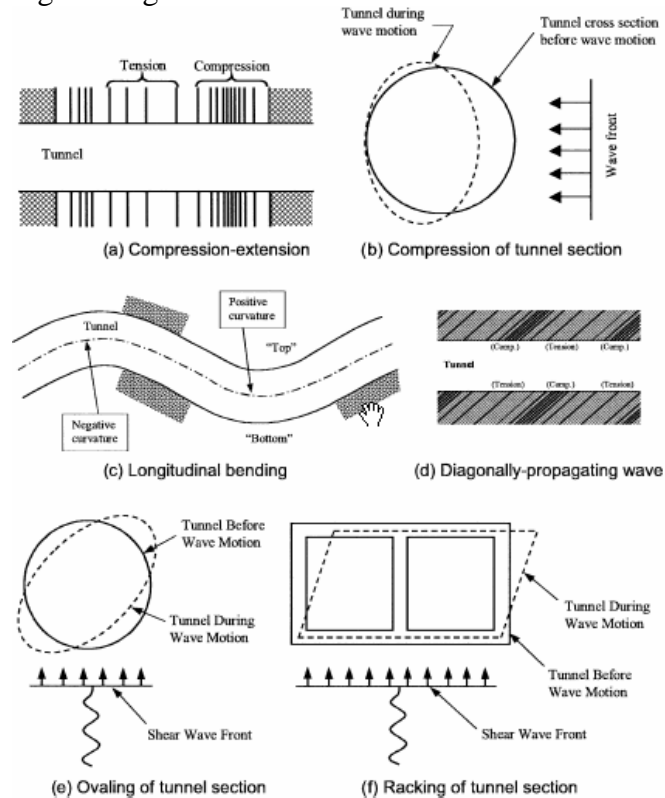 Tunnel during
wave motion
Tunnel cross section
before wave motion
Tension
Compression
Tunnel
Wave front
(a) Compression-extension
(b) Compression of tunnel section
Positive
curvature
Tunnel
"Top"
Negative
curvature
"Bottom"
(Comp.) (Tension) (Comp.)
Tunnel
(Tension) (Comp.) (Tension)
(c) Longitudinal bending
(d) Diagonally-propagating wave
Tunnel Before
Wave Motion
Tunnel During
Wave Motion
Shear Wave Front
Tunnel During
Wave Motion
Tunnel Before
Wave Motion
Shear Wave Front
(e) Ovaling of tunnel section
(f) Racking of tunnel section